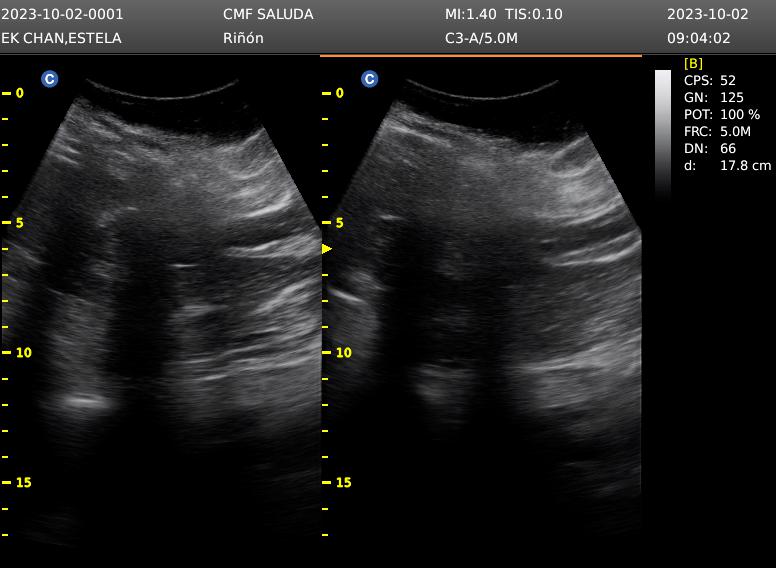 2023-10-02-0001 CMF SALUDA MI:1.40 TIS:0.10 2023-10-02
EK CHAN,ESTELA Riñón C3-A/5.0M 09:04:02
[B]
CPS: 52
GN: 125
POT: 100 %
FRC: 5.0M
DN: 66
d: 17.8 cm
C
0
5
10
15
C
0
5
10
15